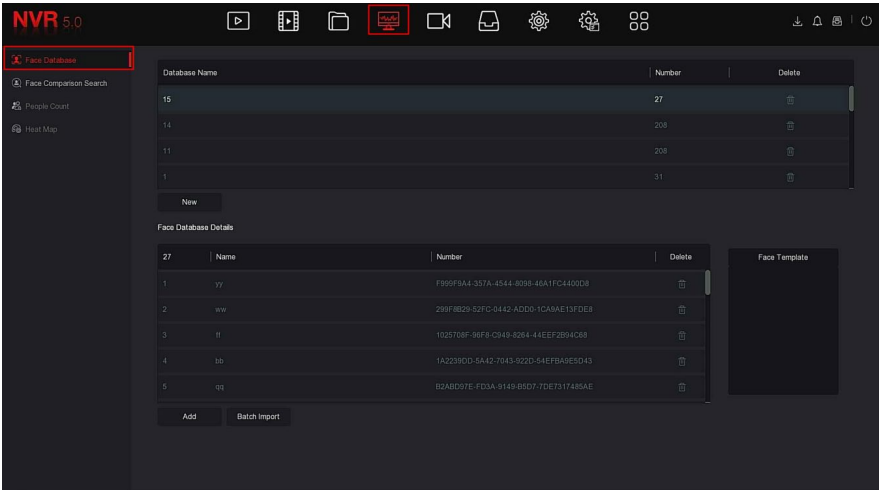 NVR 5.0
Face Database
Face Comparison Search
People Count
Heat Map
Database Name Number Delete
15 27
14 208
11 208
1 31
New
Face Database Details
27 Name Number Delete
1 yy F999F9A4-357A-4544-8098-46A1FC4400D8
2 ww 299F8B29-52FC-0442-ADD0-1CA9AE13FDE8
3 ff 1025708F-96F8-C949-8264-44EEF2B94C68
4 bb 1A2239DD-5A42-7043-922D-54EFBA9E5D43
5 qq B2ABD97E-FD3A-9149-B5D7-7DE7317485AE
Face Template
Add Batch Import